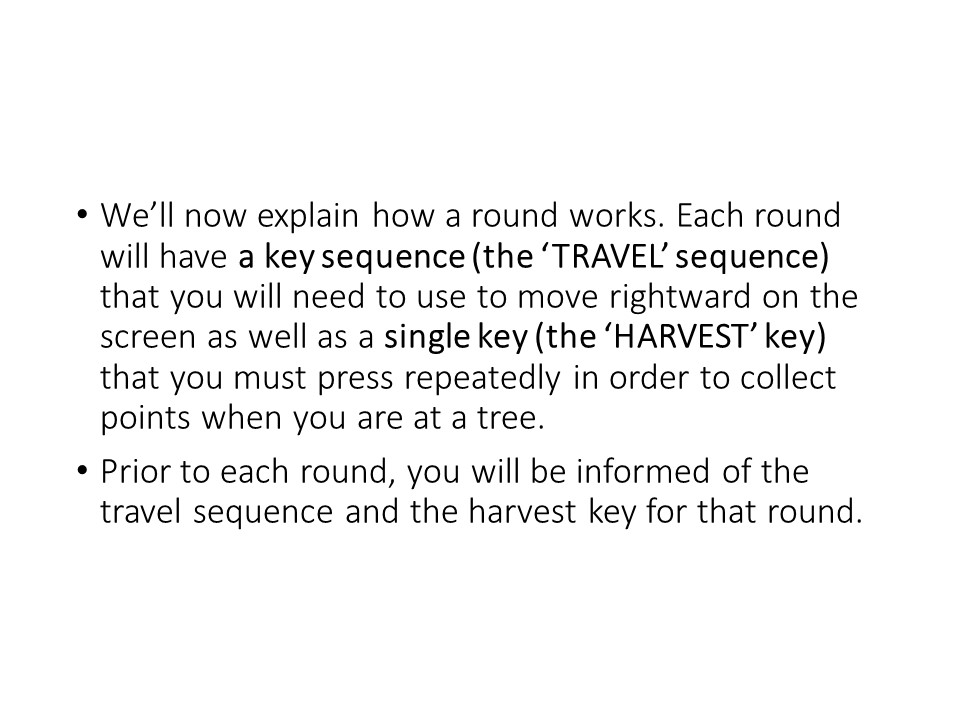 • We’ll now explain how a round works. Each round
will have a key sequence (the ‘TRAVEL’ sequence)
that you will need to use to move rightward on the
screen as well as a single key (the ‘HARVEST’ key)
that you must press repeatedly in order to collect
points when you are at a tree.
• Prior to each round, you will be informed of the
travel sequence and the harvest key for that round.